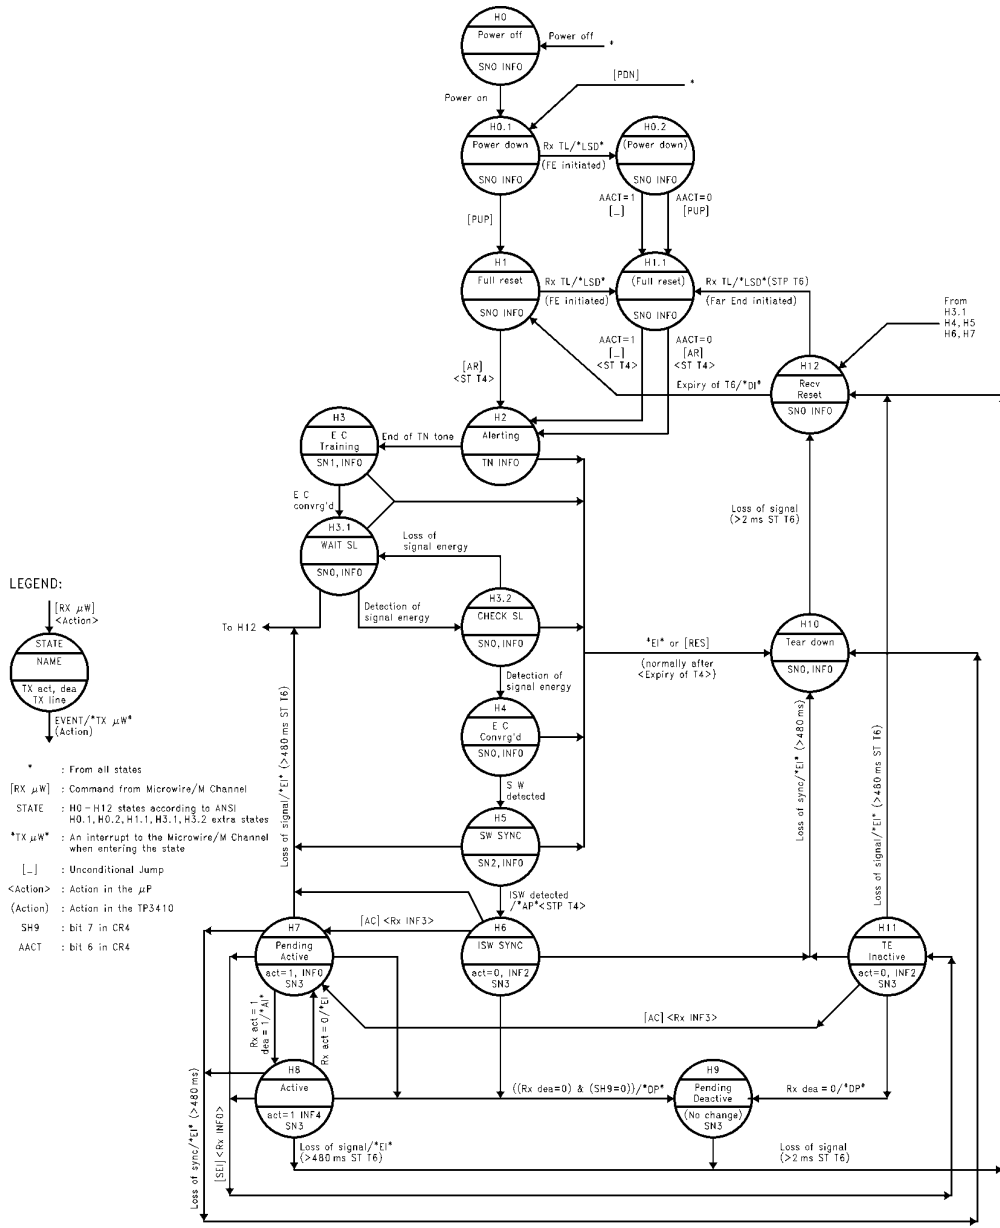 H0
Power off
SNO INFO
Power off
*
[PDN]
*
Power on
H0.1
Power down
SNO INFO
Rx TL/*LSD*
(FE initiated)
H0.2
(Power down)
SNO INFO
[PUP]
AACT=1
[_]
AACT=0
[PUP]
H1
Full reset
SNO INFO
Rx TL/*LSD*
(FE initiated)
H1.1
(Full reset)
SNO INFO
Rx TL/*LSD*(STP T6)
(Far End initiated)
From
H3.1
H4, H5
H6, H7
[AR]
<ST T4>
AACT=1
[_]
<ST T4>
AACT=0
[AR]
<ST T4>
Expiry of T6/*DI*
H12
Recv
Reset
SNO INFO
H3
E C
Training
SN1, INFO
End of TN tone
H2
Alerting
TN INFO
E C
convrg'd
H3.1
WAIT SL
SNO, INFO
Loss of
signal energy
Loss of signal
(>2 ms ST T6)
To H12
Detection of
signal energy
H3.2
CHECK SL
SNO, INFO
*EI* or [RES]
(normally after
<Expiry of T4>)
H10
Tear down
SNO, INFO
Detection of
signal energy
H4
E C
Convrg'd
SNO, INFO
S W
detected
H5
SW SYNC
SN2, INFO
Loss of signal/*EI* (>480 ms ST T6)
Loss of sync/*EI* (>480 ms)
Loss of signal/*EI* (>480 ms ST T6)
ISW detected
/*AP*<STP T4>
[AC]<Rx INF3>
H7
Pending
Active
act=1, INFO
SN3
H6
ISW SYNC
act=0, INF2
SN3
H11
TE
Inactive
act=0, INF2
SN3
[AC]<Rx INF3>
Rx act = 1
dea = 1/*AI*
Rx act = 0/*EI
H8
Active
act=1 INF4
SN3
((Rx dea=0) & (SH9=0))/*DP*
H9
Pending
Deactive
(No change)
SN3
Rx dea = 0/*DP*
Loss of sync/*EI* (>480 ms)
[SEI]<Rx INFO>
Loss of signal/*EI*
(>480 ms ST T6)
Loss of signal
(>2 ms ST T6)
LEGEND:
[RX μW]
<Action>
STATE
NAME
TX act, dea
TX line
EVENT/*TX μW*
(Action)
* : From all states
[RX μW] : Command from Microwire/M Channel
STATE : H0 – H12 states according to ANSI
H0.1, H0.2, H1.1, H3.1, H3.2 extra states
*TX μW* : An interrupt to the Microwire/M Channel
when entering the state
[_] : Unconditional Jump
<Action> : Action in the μP
(Action) : Action in the TP3410
SH9 : bit 7 in CR4
AACT : bit 6 in CR4